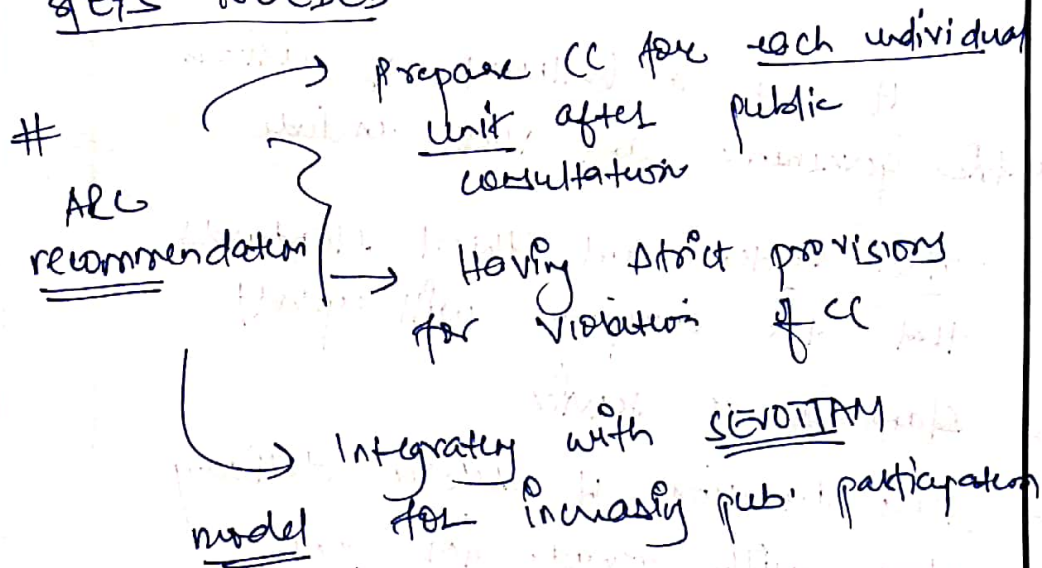 NEEDED
Prepare CC for each individual
unit after public
consultation
#
ARC
recommendation
→ Having strict provisions
for violation of CC
→ Integrating with SEVOTTAM
model for increasing pub. participation